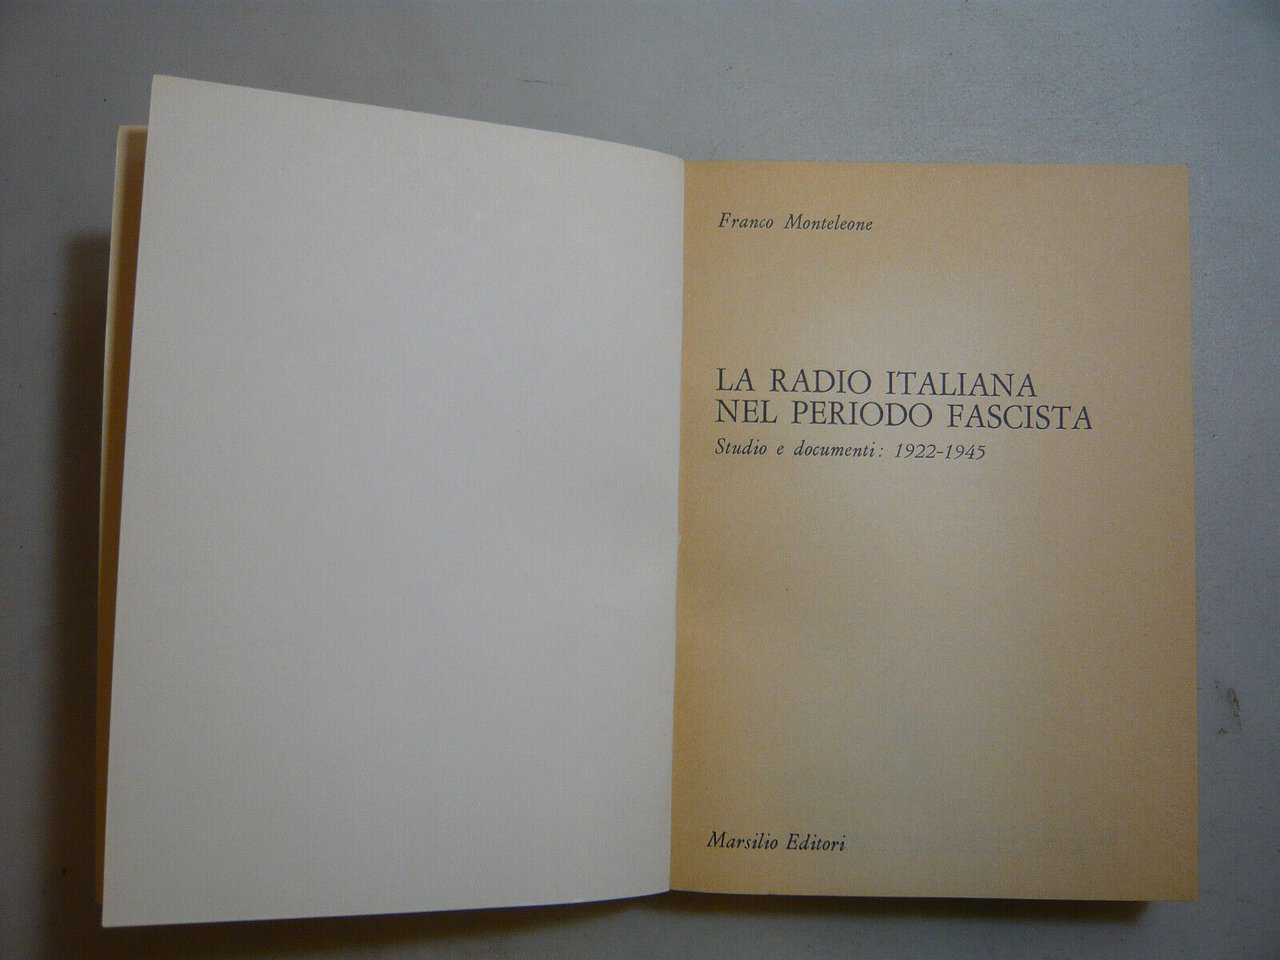 Franco Monteleone
LA RADIO ITALIANA
NEL PERIODO FASCISTA
Studio e documenti: 1922-1945
Marsilio Editori